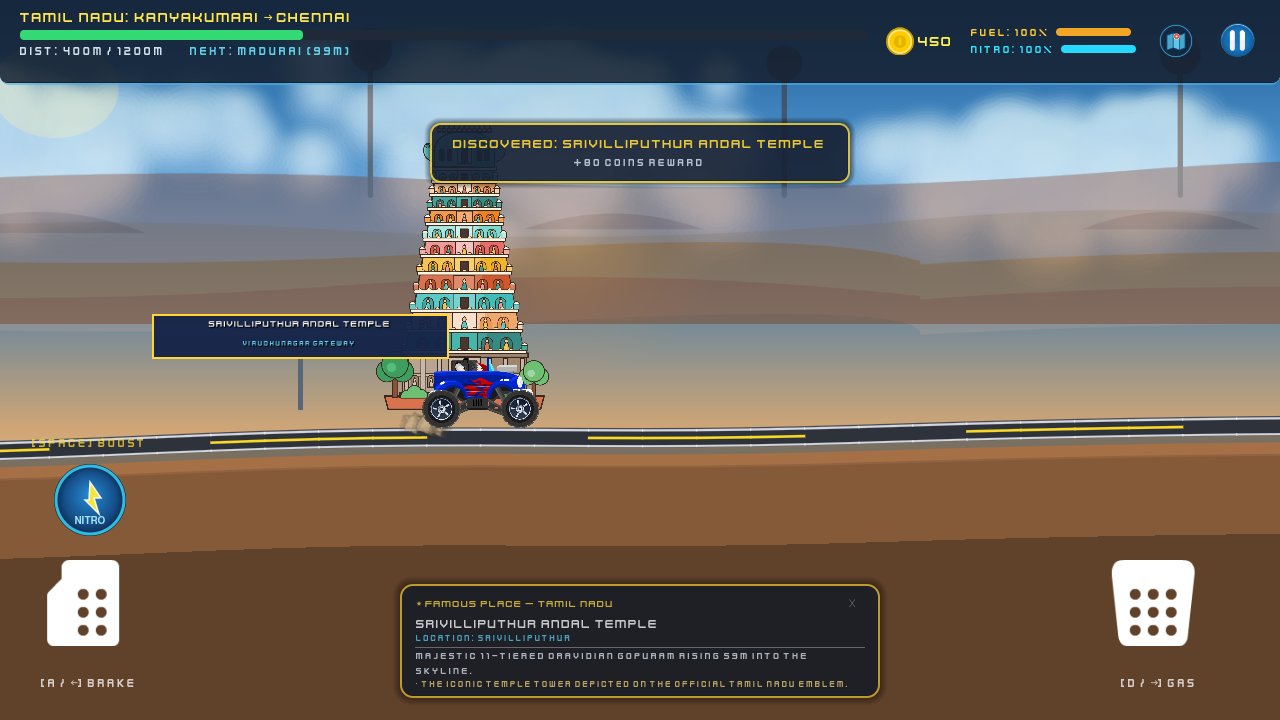 TAMIL NADU: KANYAKUMARI → CHENNAI
DIST: 400M / 1200M NEXT: MADURAI (99M)
450
FUEL: 100%
NITRO: 100%
DISCOVERED: SRIVILLIPUTHUR ANDAL TEMPLE
+80 COINS REWARD
SRIVILLIPUTHUR ANDAL TEMPLE
VIRUDHUNAGAR GATEWAY
[SPACE] BOOST
NITRO
[A / ←] BRAKE
• FAMOUS PLACE — TAMIL NADU X
SRIVILLIPUTHUR ANDAL TEMPLE
LOCATION: SRIVILLIPUTHUR
MAJESTIC 11-TIERED DRAVIDIAN GOPURAM RISING 59M INTO THE
SKYLINE.
· THE ICONIC TEMPLE TOWER DEPICTED ON THE OFFICIAL TAMIL NADU EMBLEM.
[D / →] GAS